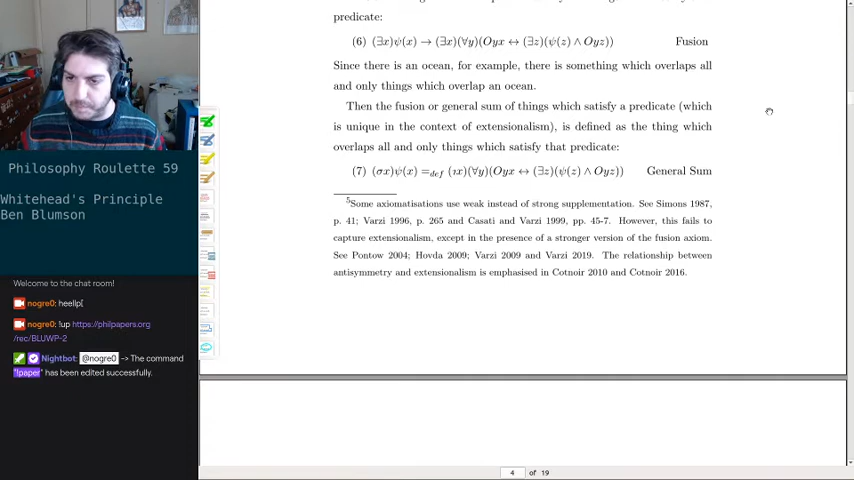 predicate:
(6) (∃x)ψ(x) → (∃x)(∀y)(Oyx ↔ (∃z)(ψ(z) ∧ Oyz)) Fusion
Since there is an ocean, for example, there is something which overlaps all
and only things which overlap an ocean.
Then the fusion or general sum of things which satisfy a predicate (which
is unique in the context of extensionalism), is defined as the thing which
overlaps all and only things which satisfy that predicate:
(7) (σx)ψ(x) =def (ιx)(∀y)(Oyx ↔ (∃z)(ψ(z) ∧ Oyz)) General Sum
5Some axiomatisations use weak instead of strong supplementation. See Simons 1987,
p. 41; Varzi 1996, p. 265 and Casati and Varzi 1999, pp. 45-7. However, this fails to
capture extensionalism, except in the presence of a stronger version of the fusion axiom.
See Pontow 2004; Hovda 2009; Varzi 2009 and Varzi 2019. The relationship between
antisymmetry and extensionalism is emphasised in Cotnoir 2010 and Cotnoir 2016.
4 of 19
Philosophy Roulette 59
Whitehead's Principle
Ben Blumson
Welcome to the chat room!
nogre0: heellp[
nogre0: !up https://philpapers.org
/rec/BLUWP-2
Nightbot: @nogre0 -> The command
"!paper" has been edited successfully.